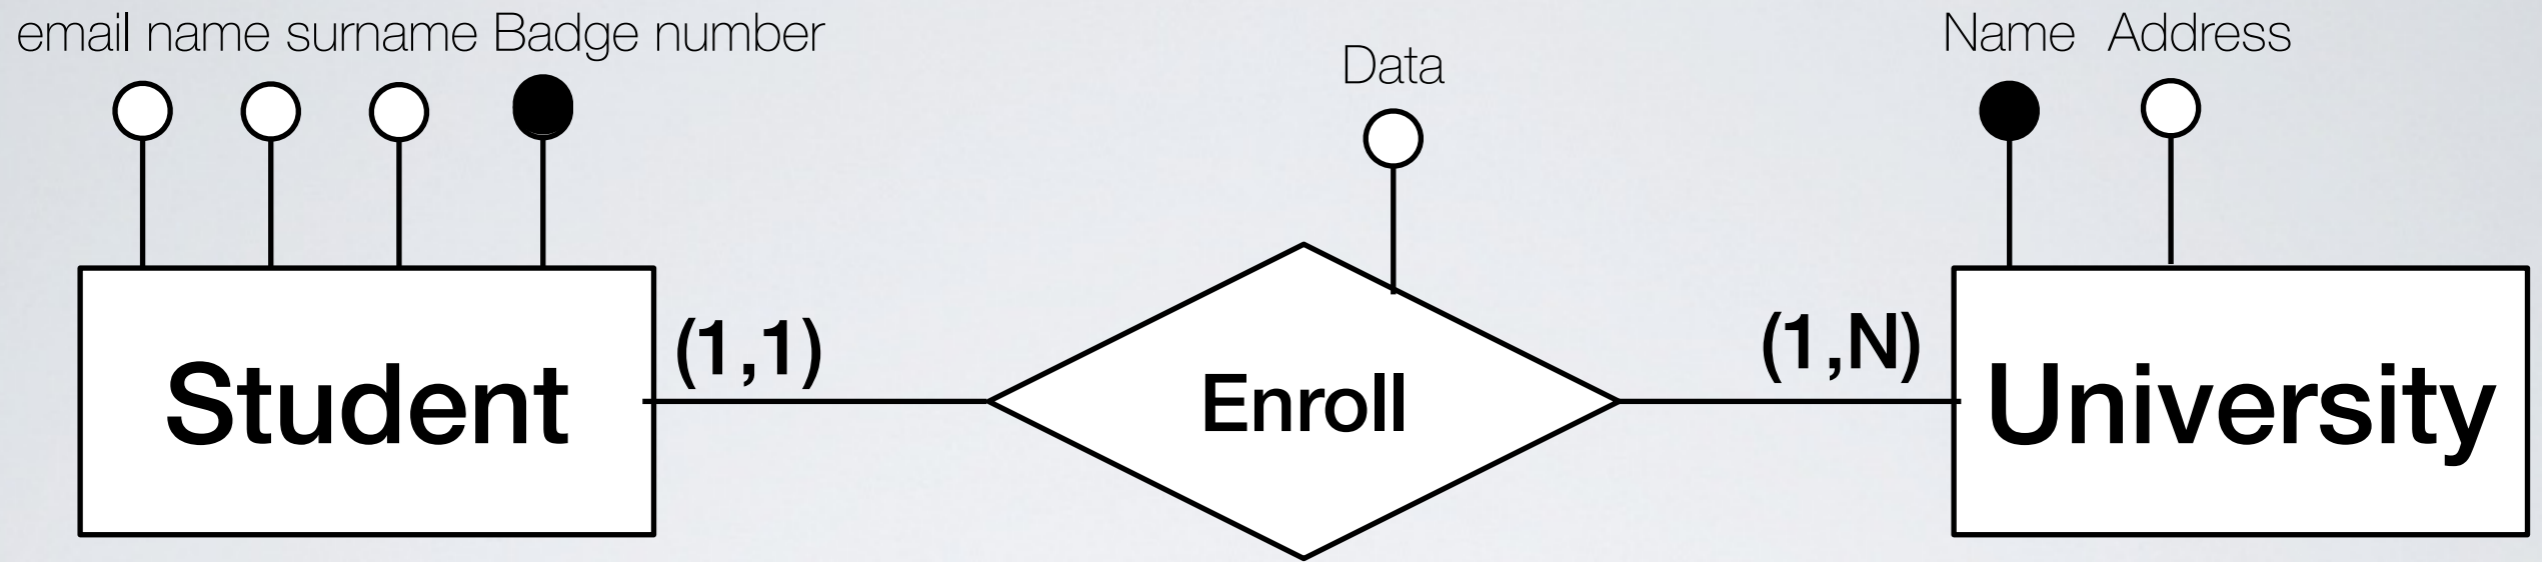 email name surname Badge number
Data
Name Address
(1,1)
(1,N)
Student
Enroll
University